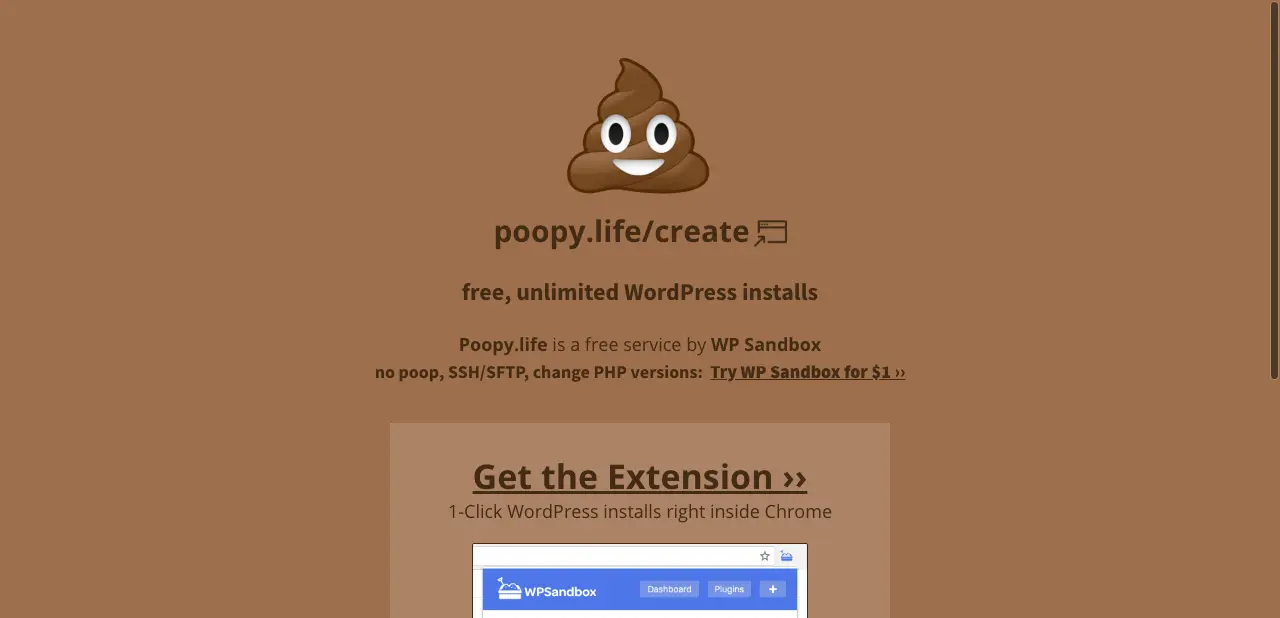 poopy.life/create
free, unlimited WordPress installs
Poopy.life is a free service by WP Sandbox
no poop, SSH/SFTP, change PHP versions: Try WP Sandbox for $1 ››
Get the Extension ››
1-Click WordPress installs right inside Chrome
WPSandbox Dashboard Plugins +